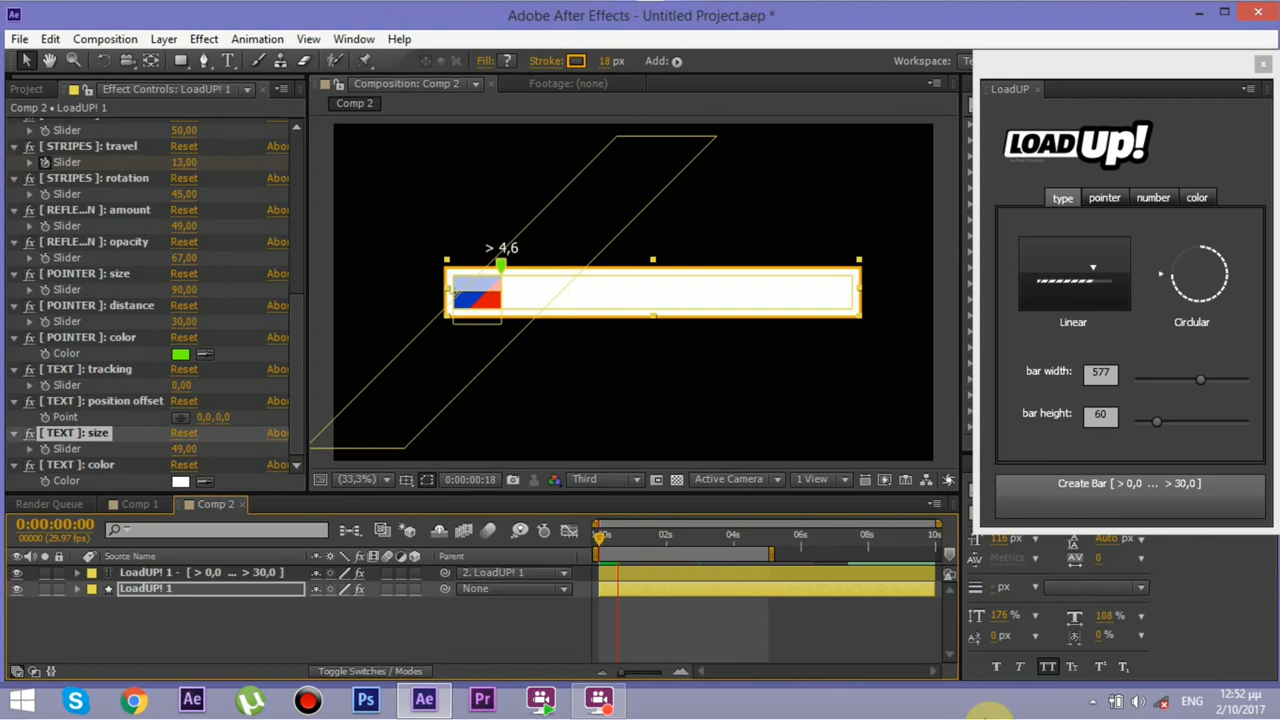 Adobe After Effects - Untitled Project.aep *
File Edit Composition Layer Effect Animation View Window Help
Fill: ? Stroke: 18 px Add: Workspace:
Project Effect Controls: LoadUP! 1 Composition: Comp 2 Footage: (none)
Comp 2 • LoadUP! 1
Comp 2
Slider 50,00
[ STRIPES ]: travel Reset
Slider 13,00
[ STRIPES ]: rotation Reset
Slider 45,00
[ REFLE...N ]: amount Reset
Slider 49,00
[ REFLE...N ]: opacity Reset
Slider 67,00
[ POINTER ]: size Reset
Slider 90,00
[ POINTER ]: distance Reset
Slider 30,00
[ POINTER ]: color Reset
Color
[ TEXT ]: tracking Reset
Slider 0,00
[ TEXT ]: position offset Reset
Point 0,0,0,0
[ TEXT ]: size Reset
Slider 49,00
[ TEXT ]: color Reset
Color
> 4,6
(33,3%) 0:00:00:18 Third Active Camera 1 View
LoadUP x
LOAD Up!
type pointer number color
Linear Cirdular
bar width: 577
bar height: 60
Create Bar [ > 0,0 ... > 30,0 ]
116 px Auto px
Metrics 0
- px
176 % 108 %
0 px 0 %
T T TT Tт T¹ T₁
Render Queue Comp 1 Comp 2
0:00:00:00
00000 (29.97 fps)
02s 04s 06s 08s 10s
Source Name Parent
LoadUP! 1 - [ > 0,0 ... > 30,0 ] 2. LoadUP! 1
LoadUP! 1 None
Toggle Switches / Modes
ENG 12:52 μμ
2/10/2017